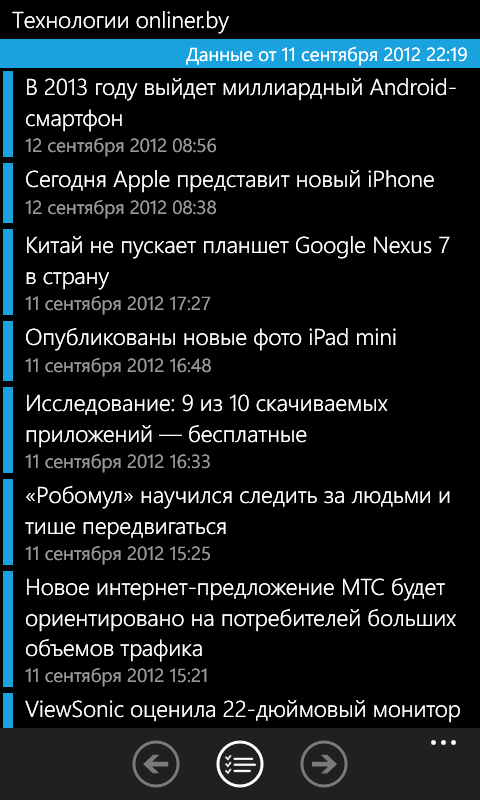 Технологии onliner.by
Данные от 11 сентября 2012 22:19
В 2013 году выйдет миллиардный Android-
смартфон
12 сентября 2012 08:56
Сегодня Apple представит новый iPhone
12 сентября 2012 08:38
Китай не пускает планшет Google Nexus 7
в страну
11 сентября 2012 17:27
Опубликованы новые фото iPad mini
11 сентября 2012 16:48
Исследование: 9 из 10 скачиваемых
приложений — бесплатные
11 сентября 2012 16:33
«Робомул» научился следить за людьми и
тише передвигаться
11 сентября 2012 15:25
Новое интернет-предложение МТС будет
ориентировано на потребителей больших
объемов трафика
11 сентября 2012 15:21
ViewSonic оценила 22-дюймовый монитор